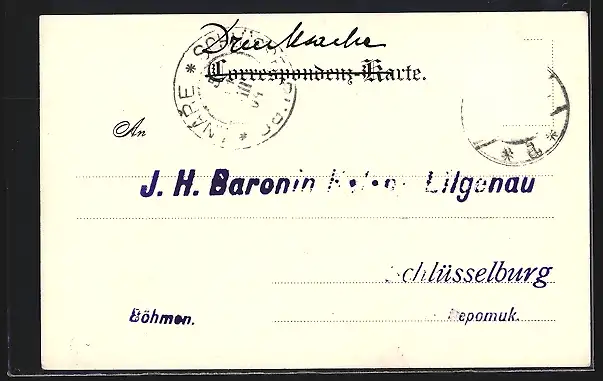 Drucksache
Correspondenz-Karte.
An
J. H. Baronin Lilgenau
Schlüsselburg
Böhmen.
Nepomuk.